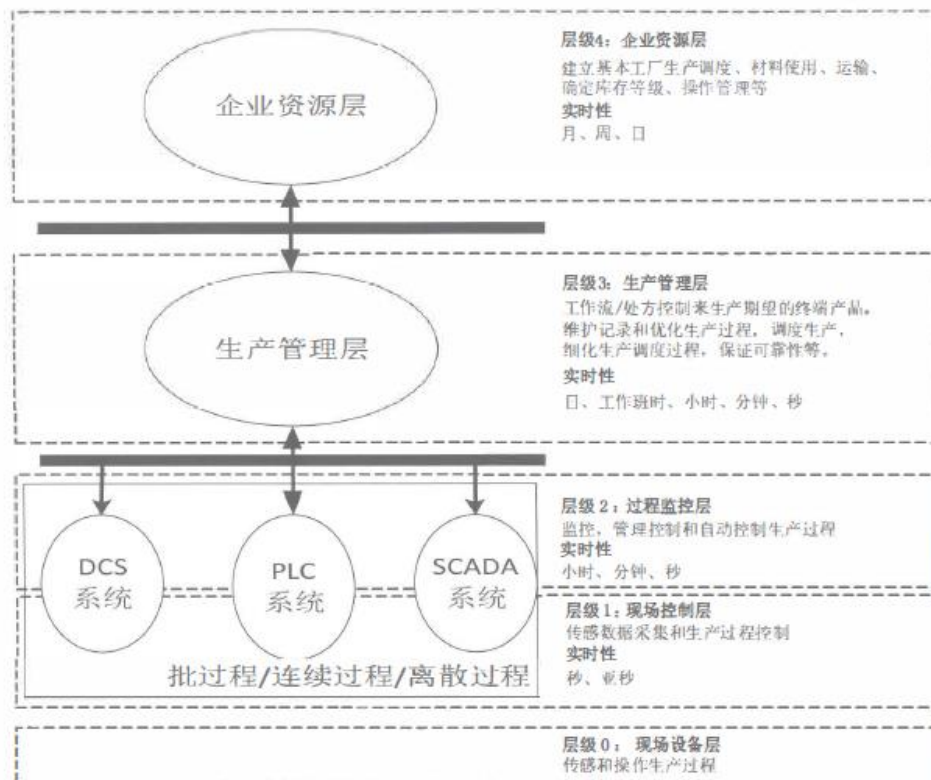 企业资源层
层级4：企业资源层
建立基本工厂生产调度、材料使用、运输、
确定库存等级、操作管理等
实时性
月、周、日
生产管理层
层级3：生产管理层
工作流/处方控制来生产期望的终端产品。
维护记录和优化生产过程，调度生产，
细化生产调度过程，保证可靠性等。
实时性
日、工作班时、小时、分钟、秒
DCS
系统
PLC
系统
SCADA
系统
批过程/连续过程/离散过程
层级2：过程监控层
监控，管理控制和自动控制生产过程
实时性
小时、分钟、秒
层级1：现场控制层
传感数据采集和生产过程控制
实时性
秒、亚秒
层级0： 现场设备层
传感和操作生产过程